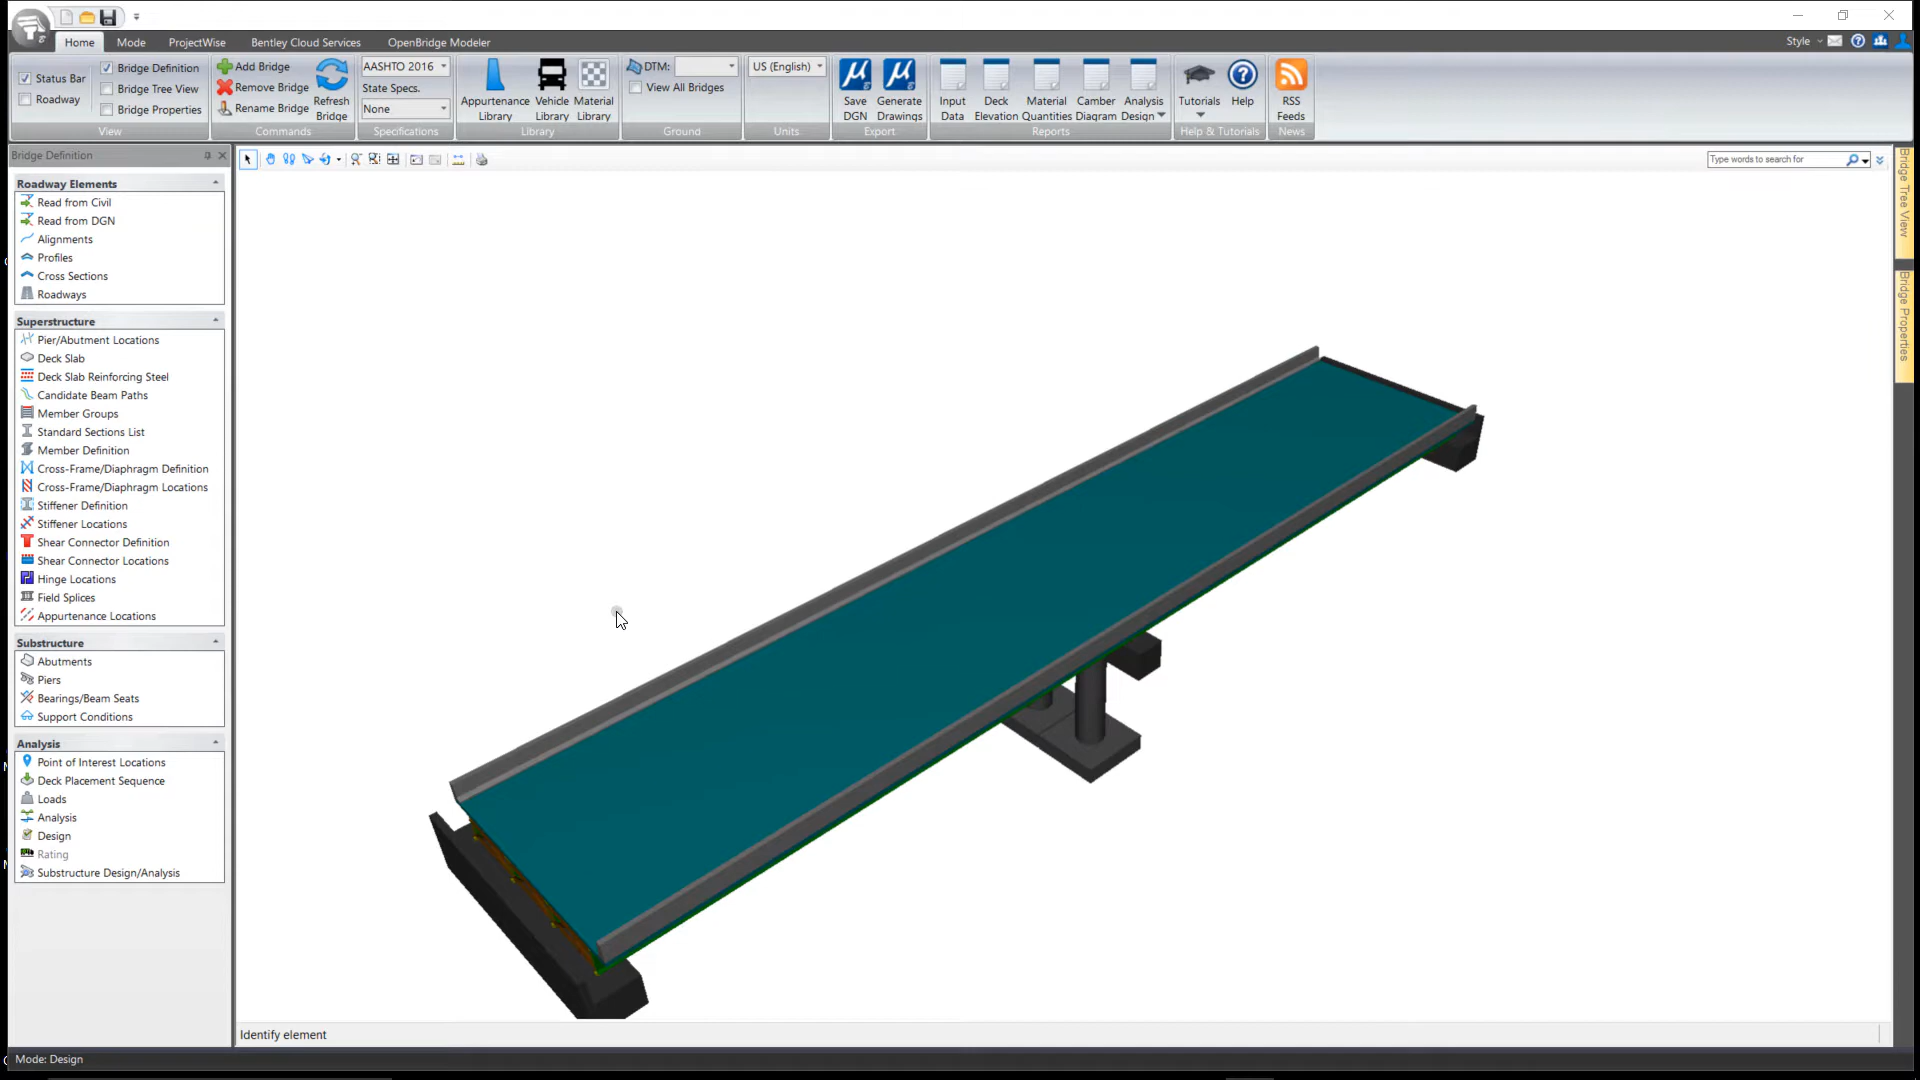 Home Mode ProjectWise Bentley Cloud Services OpenBridge Modeler Style
Status Bar
Roadway
Bridge Definition
Bridge Tree View
Bridge Properties
View
Add Bridge
Remove Bridge
Rename Bridge
Refresh
Bridge
Commands
AASHTO 2016
State Specs.
None
Specifications
Appurtenance
Library
Vehicle
Library
Material
Library
Library
DTM:
View All Bridges
Ground
US (English)
Units
Save
DGN
Generate
Drawings
Export
Input
Data
Deck
Elevation
Material
Quantities
Camber
Diagram
Analysis
Design
Reports
Tutorials
Help
Help & Tutorials
RSS
Feeds
News
Bridge Definition
Type words to search for
Roadway Elements
Read from Civil
Read from DGN
Alignments
Profiles
Cross Sections
Roadways
Superstructure
Pier/Abutment Locations
Deck Slab
Deck Slab Reinforcing Steel
Candidate Beam Paths
Member Groups
Standard Sections List
Member Definition
Cross-Frame/Diaphragm Definition
Cross-Frame/Diaphragm Locations
Stiffener Definition
Stiffener Locations
Shear Connector Definition
Shear Connector Locations
Hinge Locations
Field Splices
Appurtenance Locations
Substructure
Abutments
Piers
Bearings/Beam Seats
Support Conditions
Analysis
Point of Interest Locations
Deck Placement Sequence
Loads
Analysis
Design
Rating
Substructure Design/Analysis
Bridge Tree View
Bridge Properties
Identify element
Mode: Design